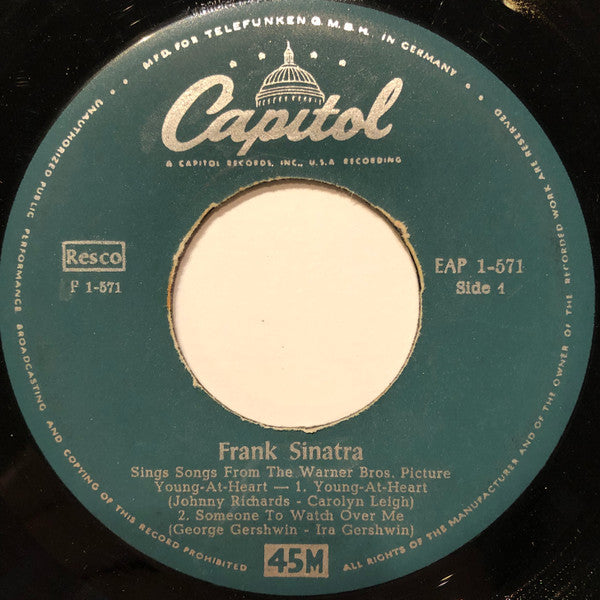 MFD. FOR TELEFUNKEN G.M.B.H. IN GERMANY
Capitol
A CAPITOL RECORDS, INC., U.S.A RECORDING
Resco
F 1-571
EAP 1-571
Side 1
Frank Sinatra
Sings Songs From The Warner Bros. Picture
Young-At-Heart — 1. Young-At-Heart
(Johnny Richards - Carolyn Leigh)
2. Someone To Watch Over Me
(George Gershwin - Ira Gershwin)
45M
UNAUTHORIZED PUBLIC PERFORMANCE BROADCASTING AND COPYING OF THIS RECORD PROHIBITED
ALL RIGHTS OF THE MANUFACTURER AND OF THE OWNER OF THE RECORDED WORK ARE RESERVED